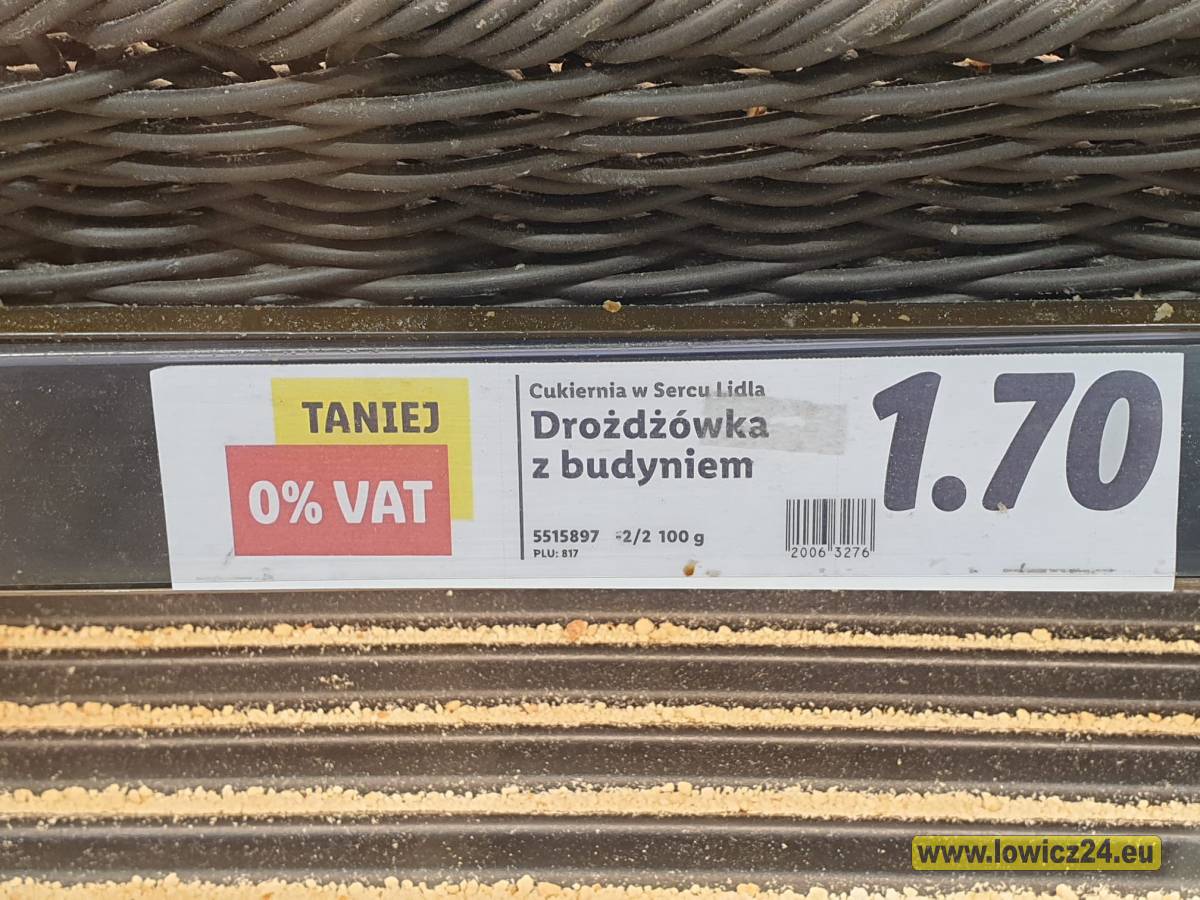 TANIEJ
0% VAT
Cukiernia w Sercu Lidla
Drożdżówka
z budyniem
5515897 -2/2 100 g
PLU: 817
2006 3276
1.70
www.lowicz24.eu